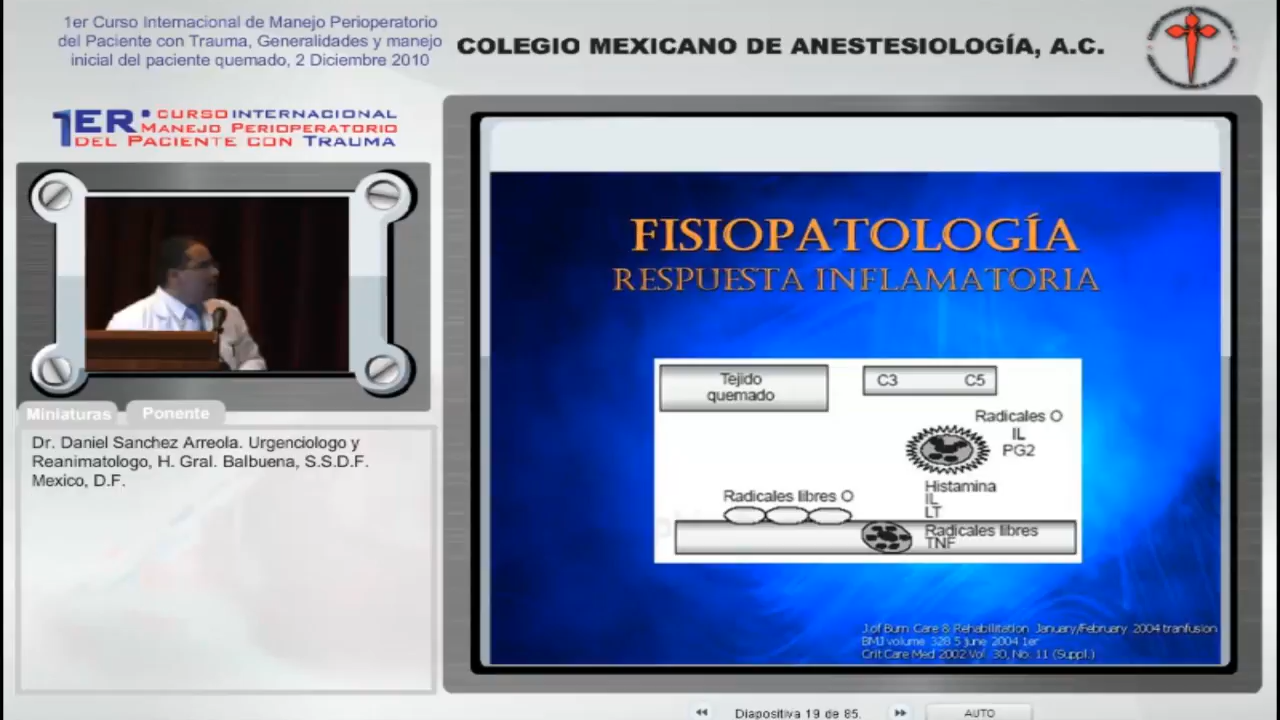 1er Curso Internacional de Manejo Perioperatorio
del Paciente con Trauma, Generalidades y manejo
inicial del paciente quemado, 2 Diciembre 2010
COLEGIO MEXICANO DE ANESTESIOLOGÍA, A.C.
1ER. CURSO INTERNACIONAL
MANEJO PERIOPERATORIO
DEL PACIENTE CON TRAUMA
Miniaturas
Ponente
Dr. Daniel Sanchez Arreola. Urgenciologo y
Reanimatologo, H. Gral. Balbuena, S.S.D.F.
Mexico, D.F.
FISIOPATOLOGÍA
RESPUESTA INFLAMATORIA
Tejido
quemado
C3 C5
Radicales O
IL
PG2
Histamina
IL
LT
Radicales libres O
Radicales libres
TNF
J.of Burn Care & Rehabilitation January/February 2004 tranfusion
BMJ volume 328 5 june 2004 1er
Crit Care Med 2002 Vol. 30, No. 11 (Suppl.)
Diapositiva 19 de 85.
AUTO